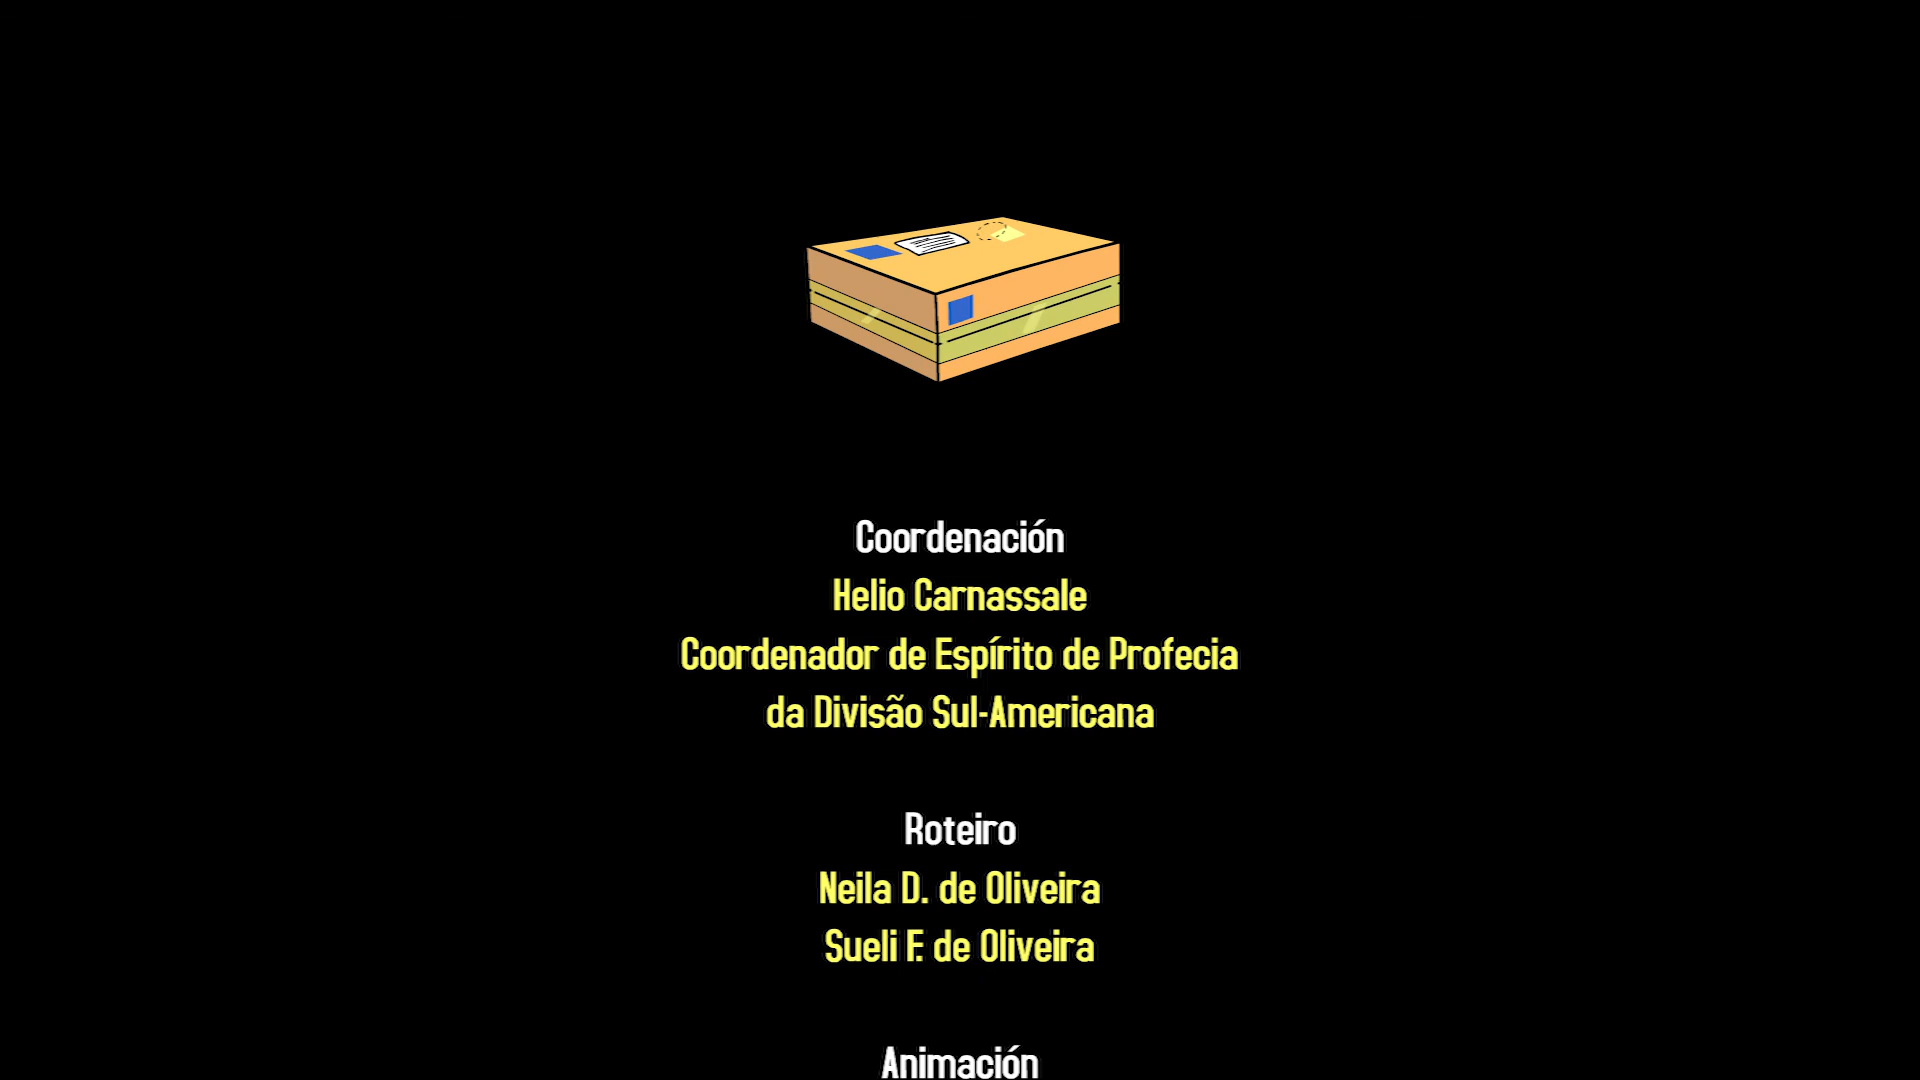 Coordenación
Helio Carnassale
Coordenador de Espírito de Profecia
da Divisão Sul-Americana
Roteiro
Neila D. de Oliveira
Sueli F. de Oliveira
Animación